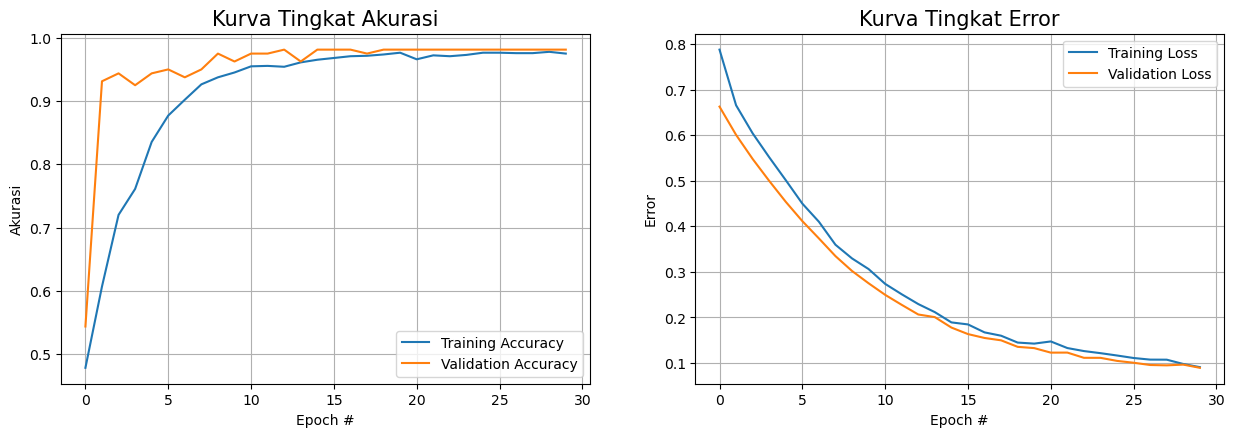 Kurva Tingkat Akurasi
Akurasi
1.0
0.9
0.8
0.7
0.6
0.5
0 5 10 15 20 25 30
Epoch #
Training Accuracy
Validation Accuracy
Kurva Tingkat Error
Error
0.8
0.7
0.6
0.5
0.4
0.3
0.2
0.1
0 5 10 15 20 25 30
Epoch #
Training Loss
Validation Loss